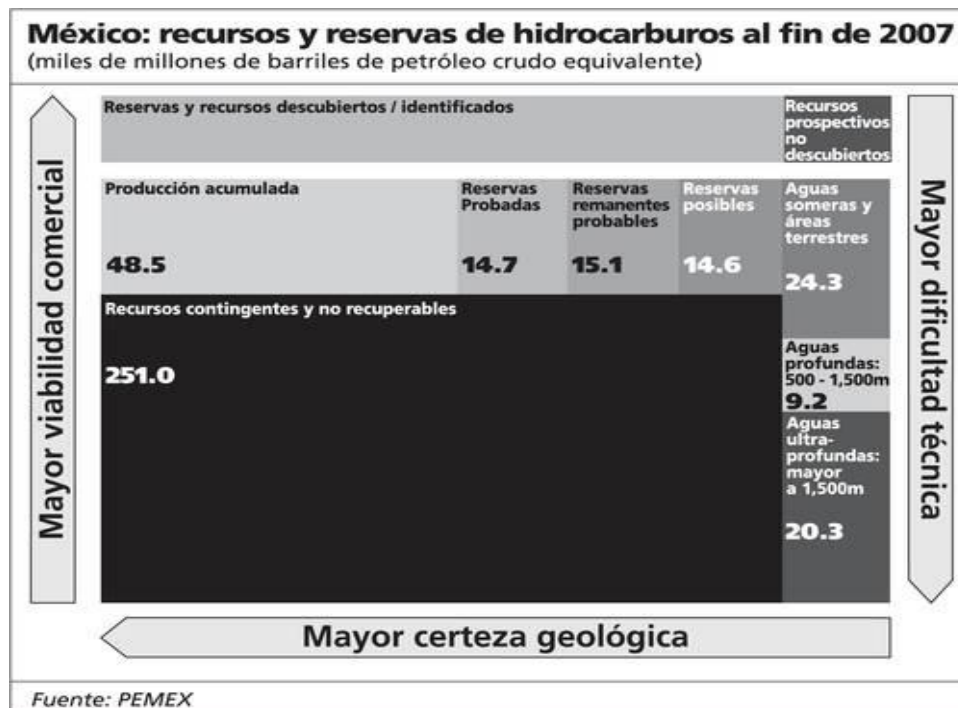 México: recursos y reservas de hidrocarburos al fin de 2007
(miles de millones de barriles de petróleo crudo equivalente)
Mayor viabilidad comercial
Reservas y recursos descubiertos / identificados
Recursos
prospectivos
no
descubiertos
Producción acumulada
48.5
Reservas
Probadas
14.7
Reservas
remanentes
probables
15.1
Reservas
posibles
14.6
Aguas
someras y
áreas
terrestres
24.3
Recursos contingentes y no recuperables
251.0
Aguas
profundas:
500 - 1,500m
9.2
Aguas
ultra-
profundas:
mayor
a 1,500m
20.3
Mayor dificultad técnica
Mayor certeza geológica
Fuente: PEMEX